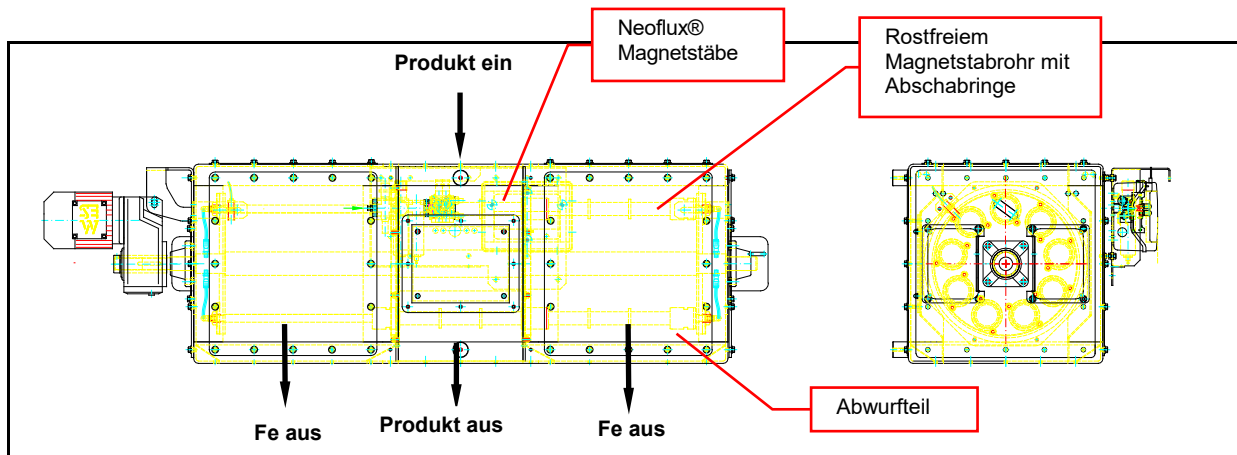 Neoflux®
Magnetstäbe
Rostfreiem
Magnetstabrohr mit
Abschabringe
Produkt ein
Abwurfteil
Fe aus
Produkt aus
Fe aus